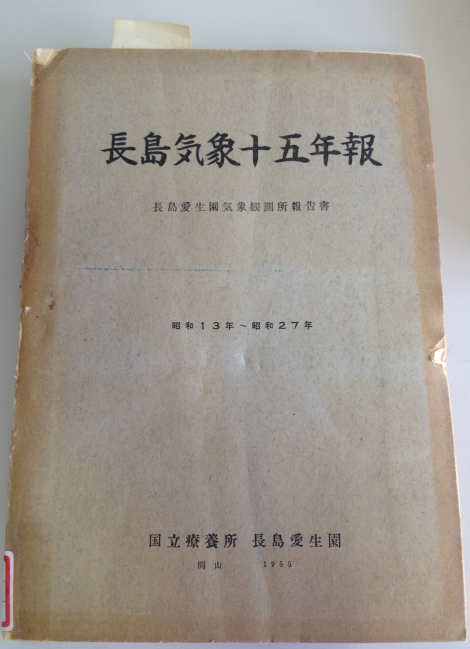 長島気象十五年報
長島愛生園気象観測所報告書
昭和13年～昭和27年
国立療養所 長島愛生園
岡山 1955